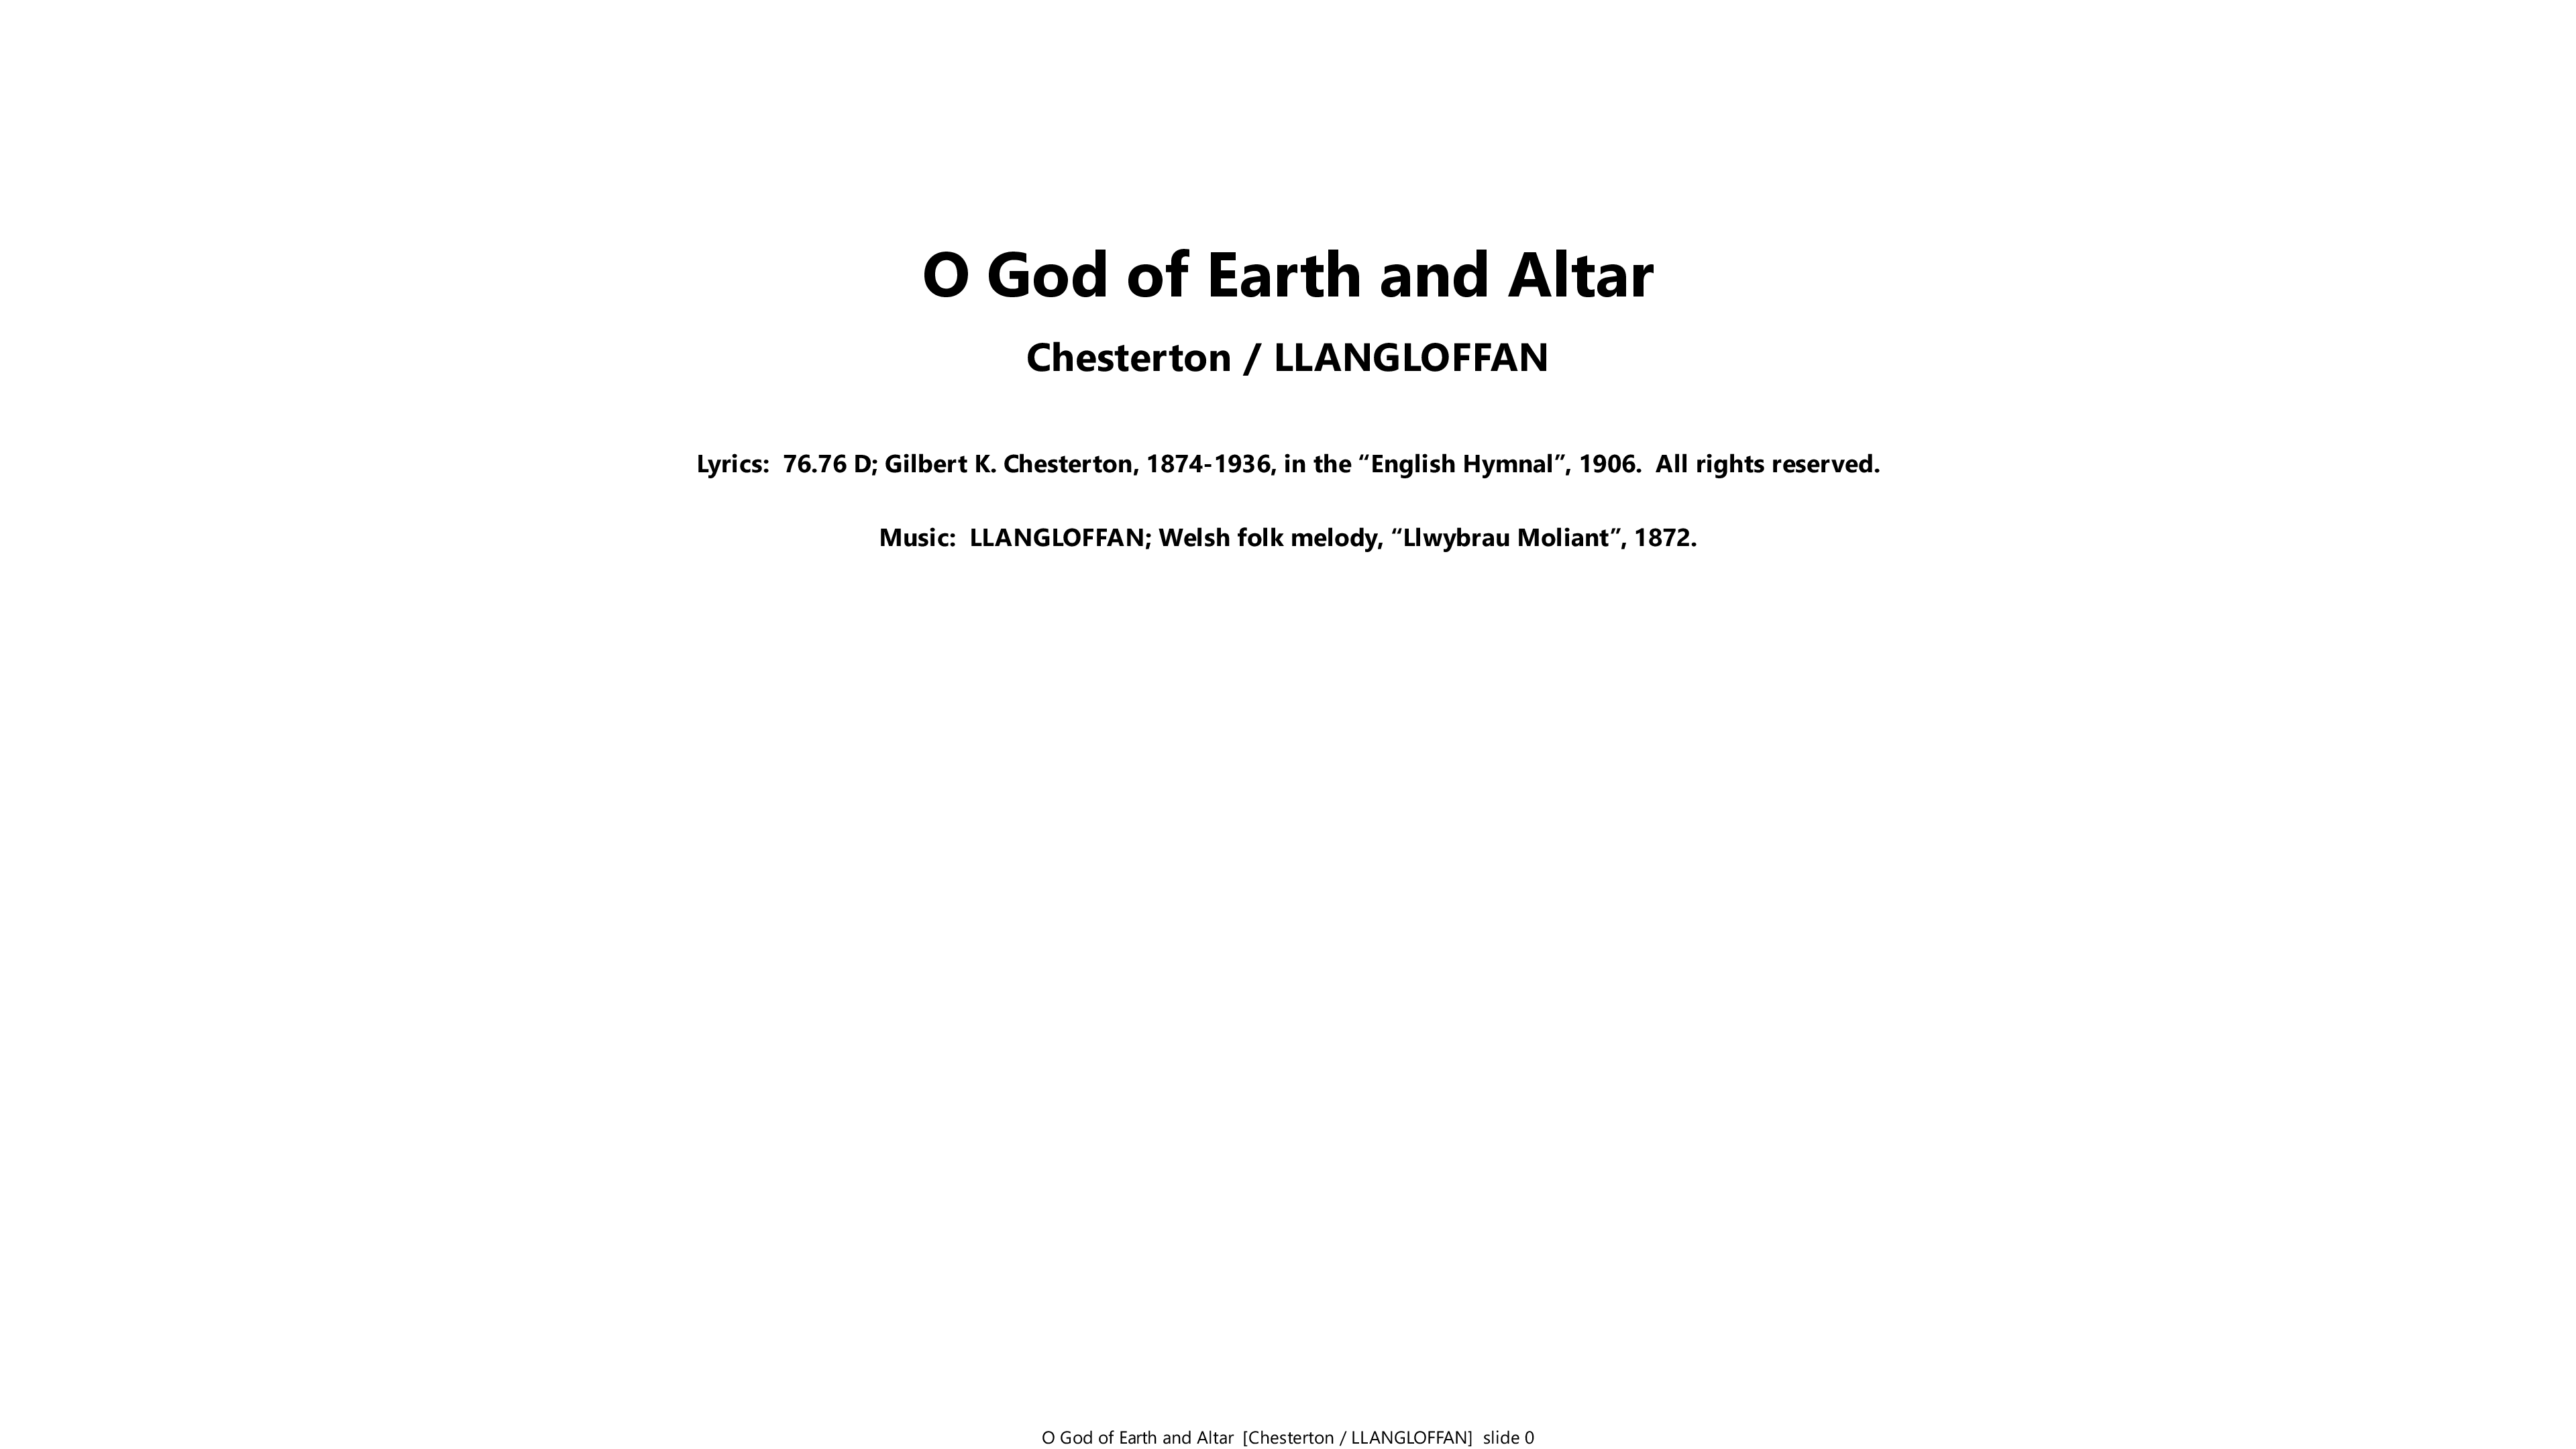 O God of Earth and Altar
Chesterton / LLANGLOFFAN
Lyrics:  76.76 D; Gilbert K. Chesterton, 1874-1936, in the “English Hymnal”, 1906.  All rights reserved.
Music:  LLANGLOFFAN; Welsh folk melody, “Llwybrau Moliant”, 1872.
O God of Earth and Altar  [Chesterton / LLANGLOFFAN]  slide 0